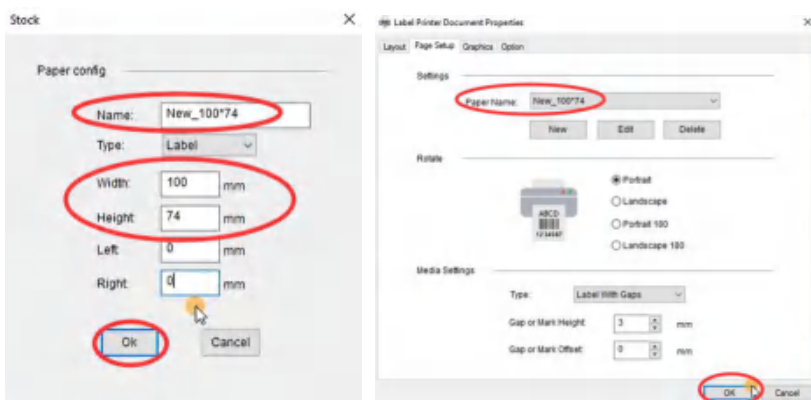 Stock
Paper config
Name: New_100*74
Type: Label
Width: 100 mm
Height: 74 mm
Left: 0 mm
Right: 0 mm
Ok Cancel
Label Printer Document Properties
Layout Page Setup Graphics Option
Settings
Paper Name: New_100*74
New Edit Delete
Rotate
Portrait
Landscape
Portrait 180
Landscape 180
ABCD
1234567
Media Settings
Type: Label With Gaps
Gap or Mark Height: 3 mm
Gap or Mark Offset: 0 mm
OK Cancel